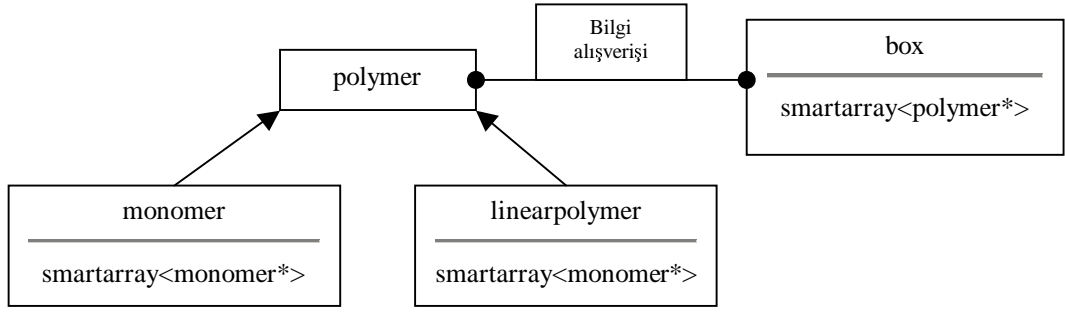 Bilgi
alışverişi
box
polymer
smartarray<polymer*>
monomer
smartarray<monomer*>
linearpolymer
smartarray<monomer*>